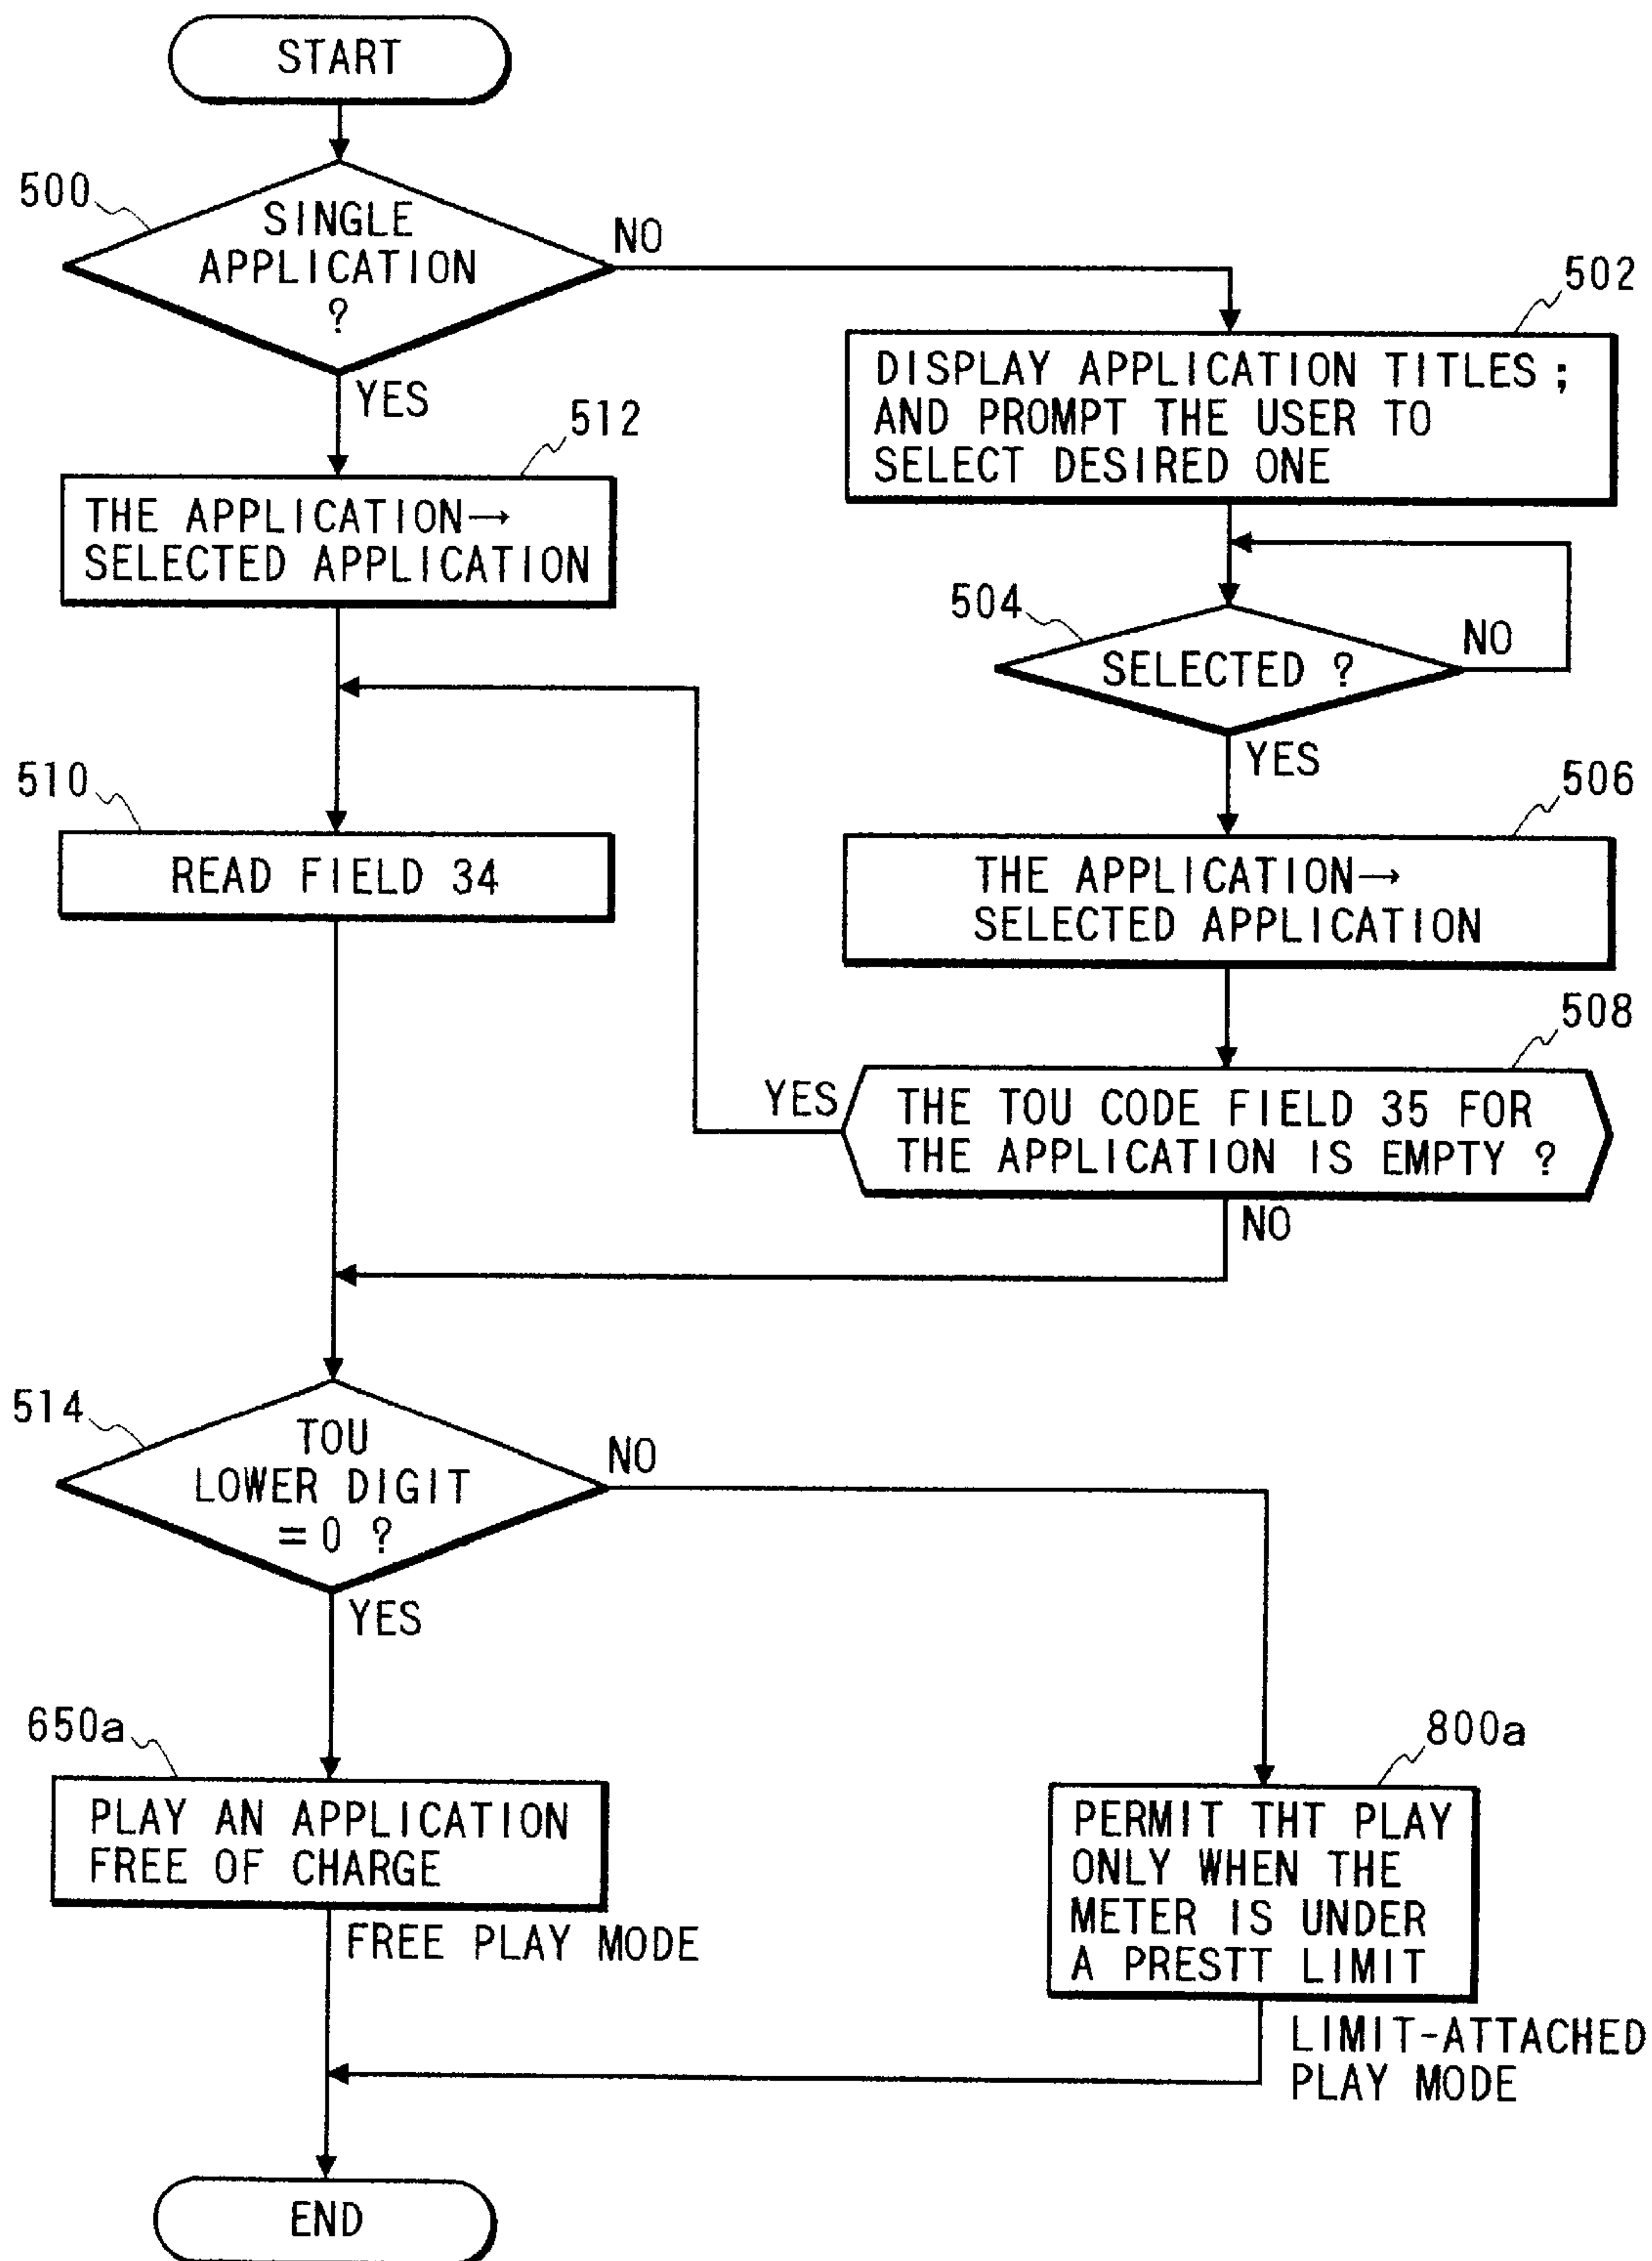 START
500
SINGLE
APPLICATION
?
NO
YES
502
DISPLAY APPLICATION TITLES;
AND PROMPT THE USER TO
SELECT DESIRED ONE
512
THE APPLICATION→
SELECTED APPLICATION
504
SELECTED ?
NO
YES
510
READ FIELD 34
506
THE APPLICATION→
SELECTED APPLICATION
508
YES
THE TOU CODE FIELD 35 FOR
THE APPLICATION IS EMPTY ?
NO
514
TOU
LOWER DIGIT
=0 ?
NO
YES
650a
PLAY AN APPLICATION
FREE OF CHARGE
FREE PLAY MODE
800a
PERMIT THT PLAY
ONLY WHEN THE
METER IS UNDER
A PRESTT LIMIT
LIMIT-ATTACHED
PLAY MODE
END